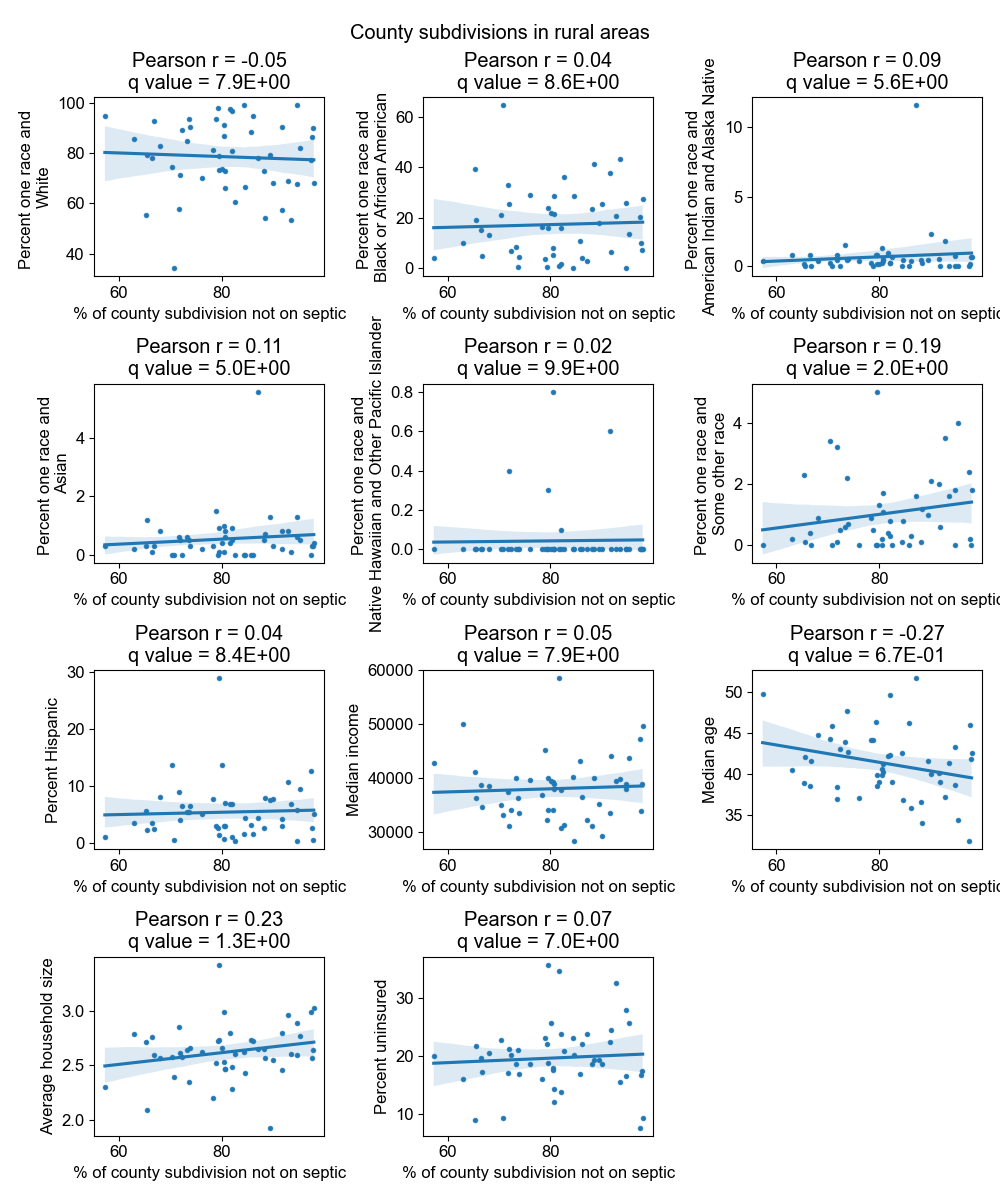 County subdivisions in rural areas
Pearson r = -0.05
q value = 7.9E+00
Percent one race and
White
100
80
60
40
60
80
% of county subdivision not on septic
Pearson r = 0.04
q value = 8.6E+00
Percent one race and
Black or African American
60
40
20
0
60
80
% of county subdivision not on septic
Pearson r = 0.09
q value = 5.6E+00
Percent one race and
American Indian and Alaska Native
10
5
0
60
80
% of county subdivision not on septic
Pearson r = 0.11
q value = 5.0E+00
Percent one race and
Asian
4
2
0
60
80
% of county subdivision not on septic
Pearson r = 0.02
q value = 9.9E+00
Percent one race and
Native Hawaiian and Other Pacific Islander
0.8
0.6
0.4
0.2
0.0
60
80
% of county subdivision not on septic
Pearson r = 0.19
q value = 2.0E+00
Percent one race and
Some other race
4
2
0
60
80
% of county subdivision not on septic
Pearson r = 0.04
q value = 8.4E+00
Percent Hispanic
30
20
10
0
60
80
% of county subdivision not on septic
Pearson r = 0.05
q value = 7.9E+00
Median income
60000
50000
40000
30000
60
80
% of county subdivision not on septic
Pearson r = -0.27
q value = 6.7E-01
Median age
50
45
40
35
60
80
% of county subdivision not on septic
Pearson r = 0.23
q value = 1.3E+00
Average household size
3.0
2.5
2.0
60
80
% of county subdivision not on septic
Pearson r = 0.07
q value = 7.0E+00
Percent uninsured
30
20
10
60
80
% of county subdivision not on septic